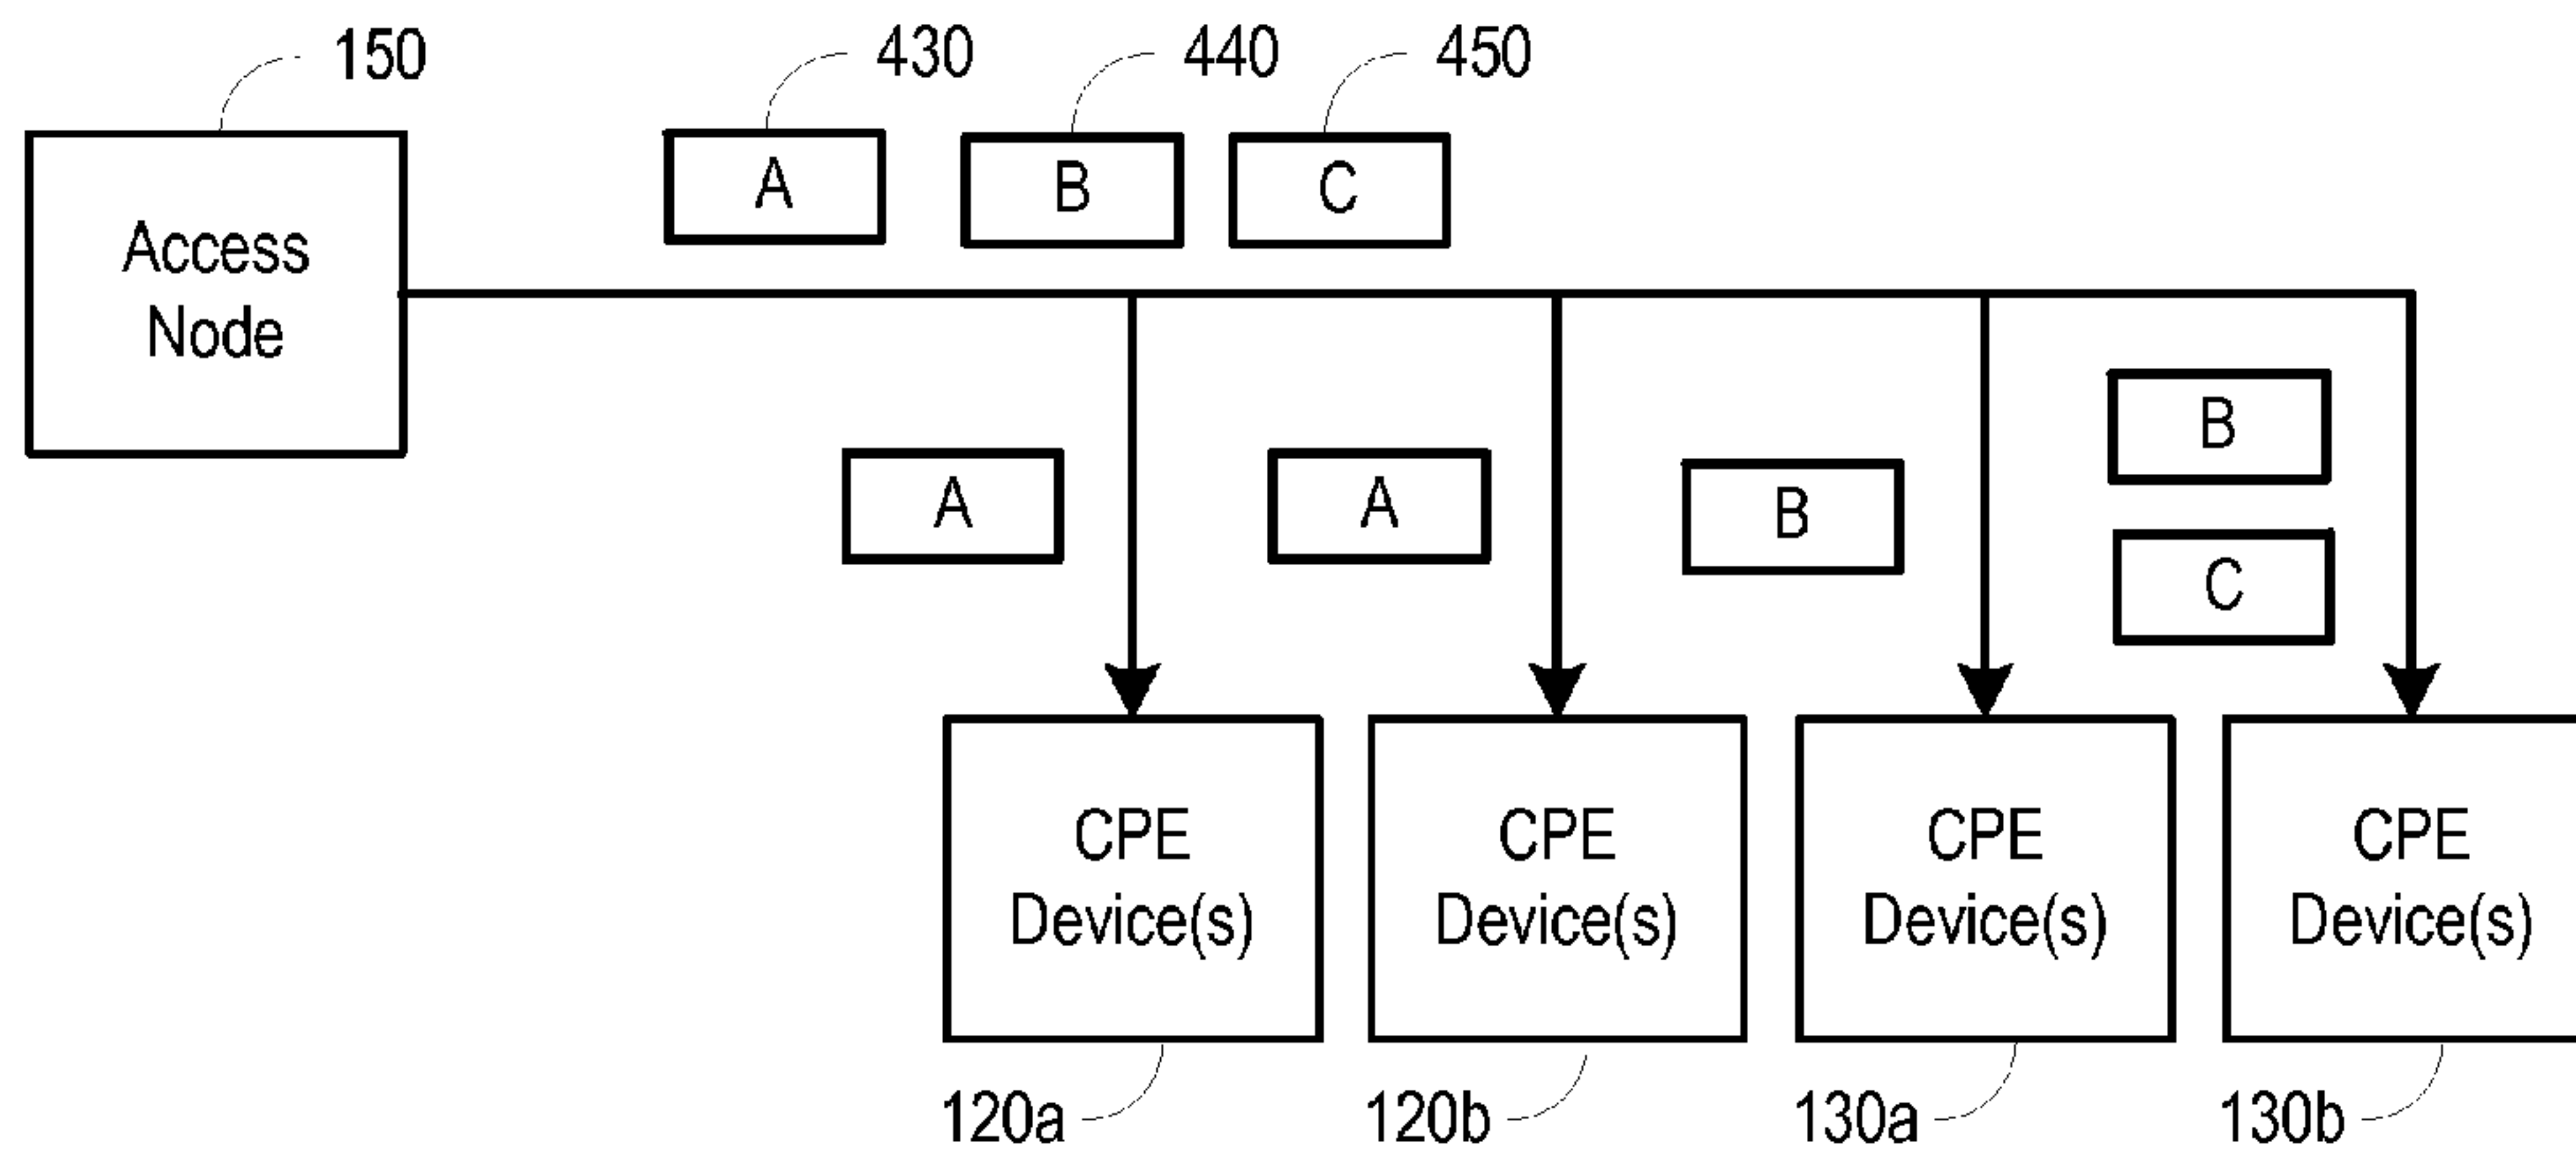 150
430
440
450
A
B
C
Access
Node
A
A
B
B
C
CPE
Device(s)
CPE
Device(s)
CPE
Device(s)
CPE
Device(s)
120a
120b
130a
130b